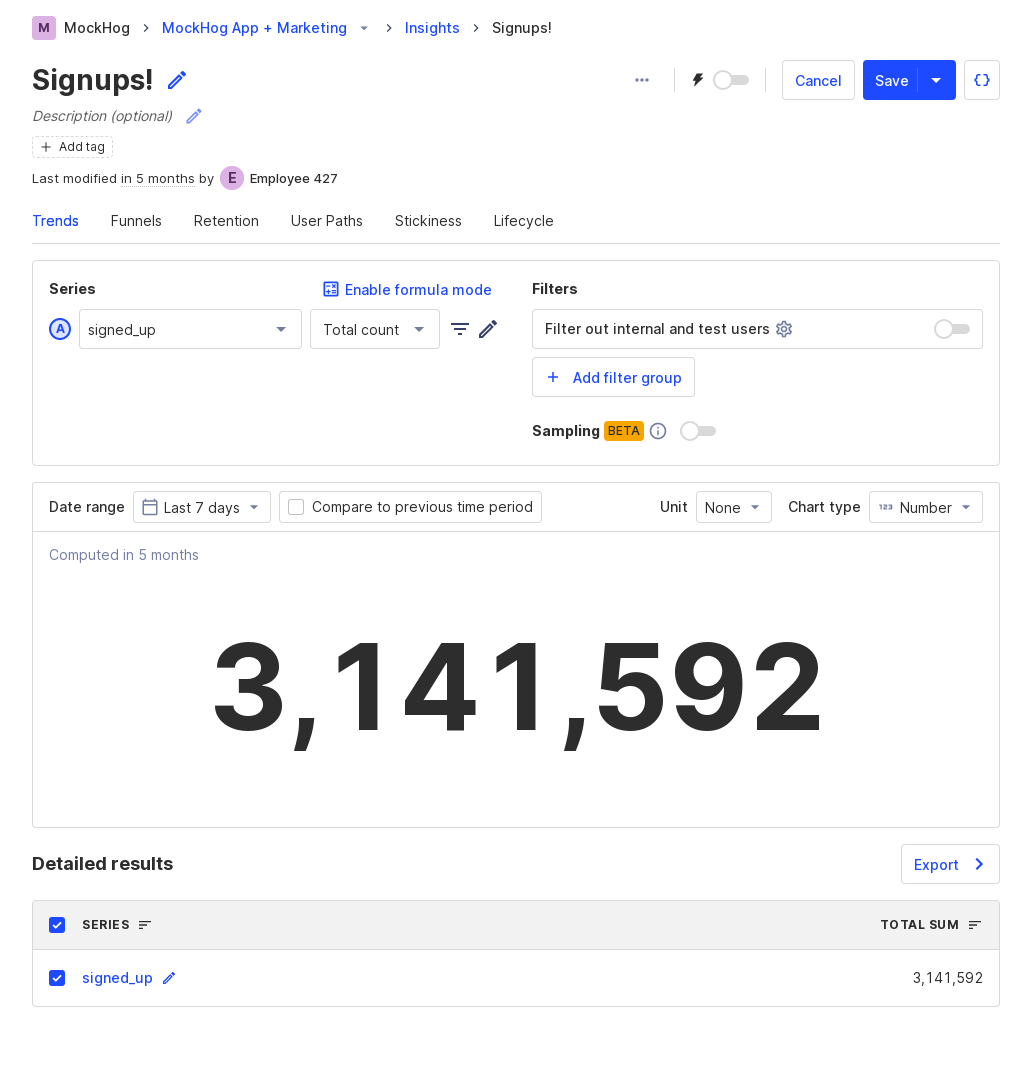 M MockHog > MockHog App + Marketing > Insights > Signups!
Signups!
Cancel Save
Description (optional)
Add tag
Last modified in 5 months by E Employee 427
Trends Funnels Retention User Paths Stickiness Lifecycle
Series Enable formula mode
A signed_up Total count
Filters
Filter out internal and test users
Add filter group
Sampling BETA
Date range Last 7 days Compare to previous time period Unit None Chart type 123 Number
Computed in 5 months
3,141,592
Detailed results Export
SERIES TOTAL SUM
signed_up 3,141,592